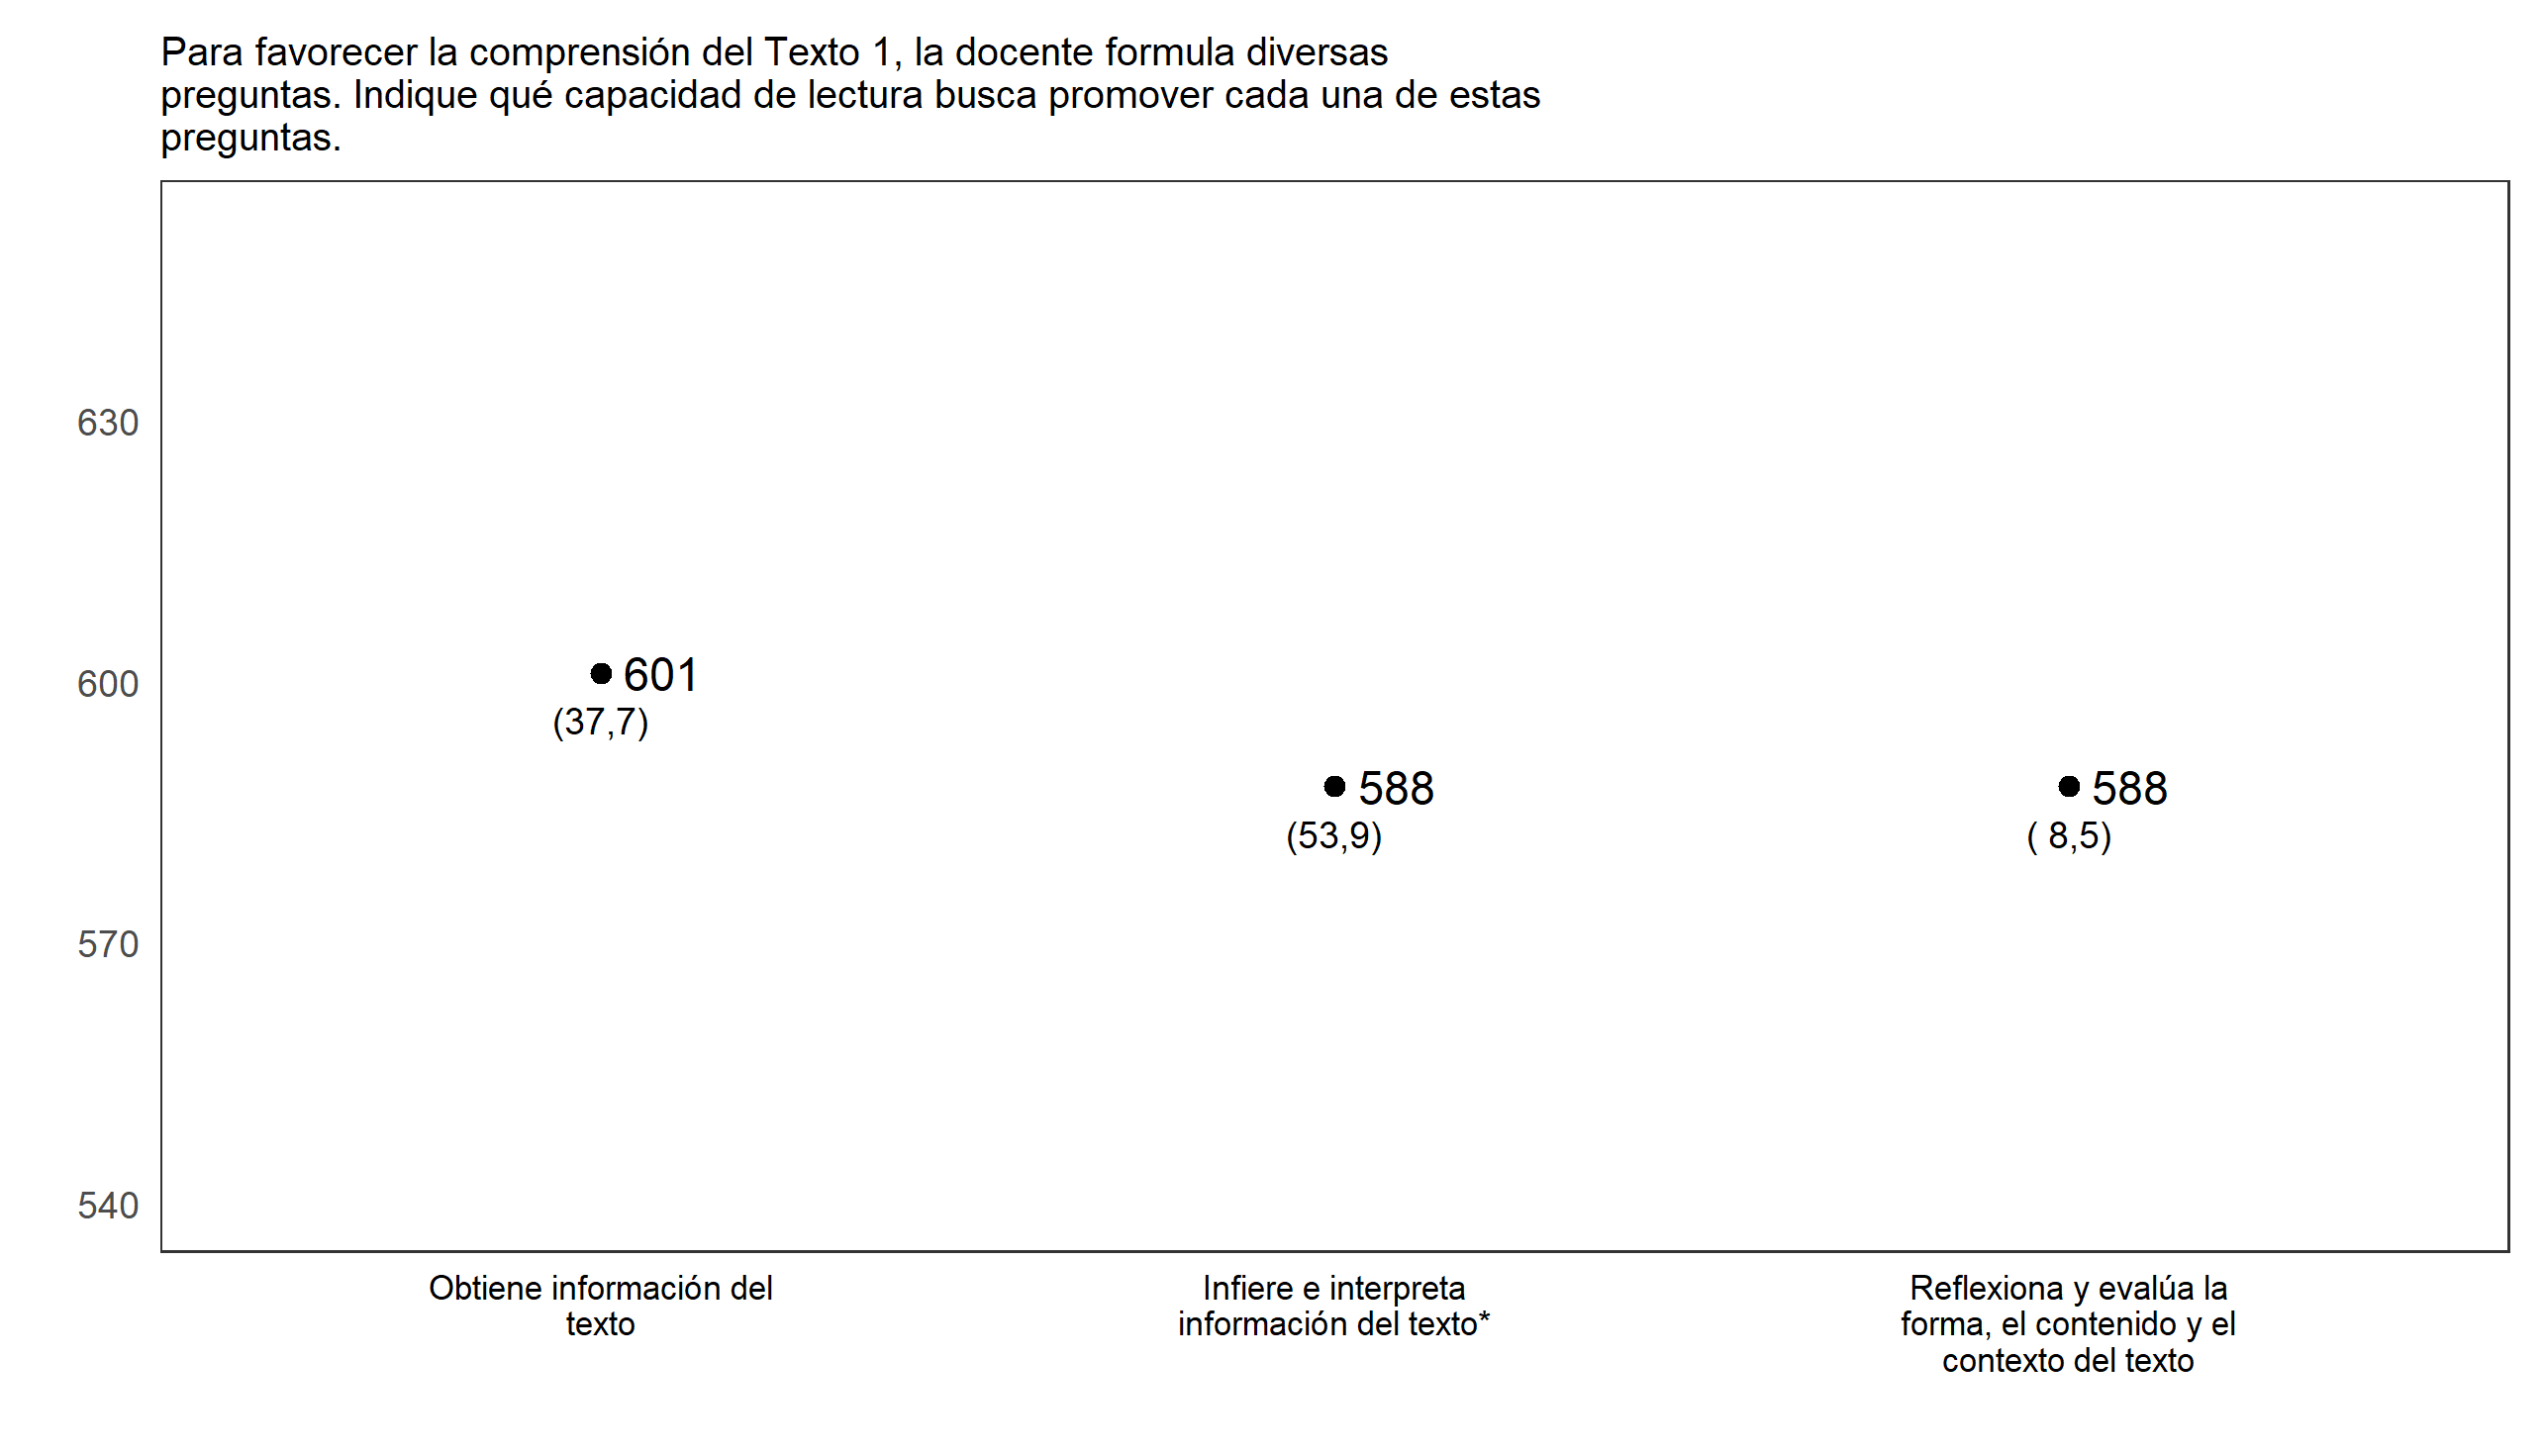 Para favorecer la comprensión del Texto 1, la docente formula diversas
preguntas. Indique qué capacidad de lectura busca promover cada una de estas
preguntas.
630
600
570
540
601
(37,7)
588
(53,9)
588
( 8,5)
Obtiene información del
texto
Infiere e interpreta
información del texto*
Reflexiona y evalúa la
forma, el contenido y el
contexto del texto